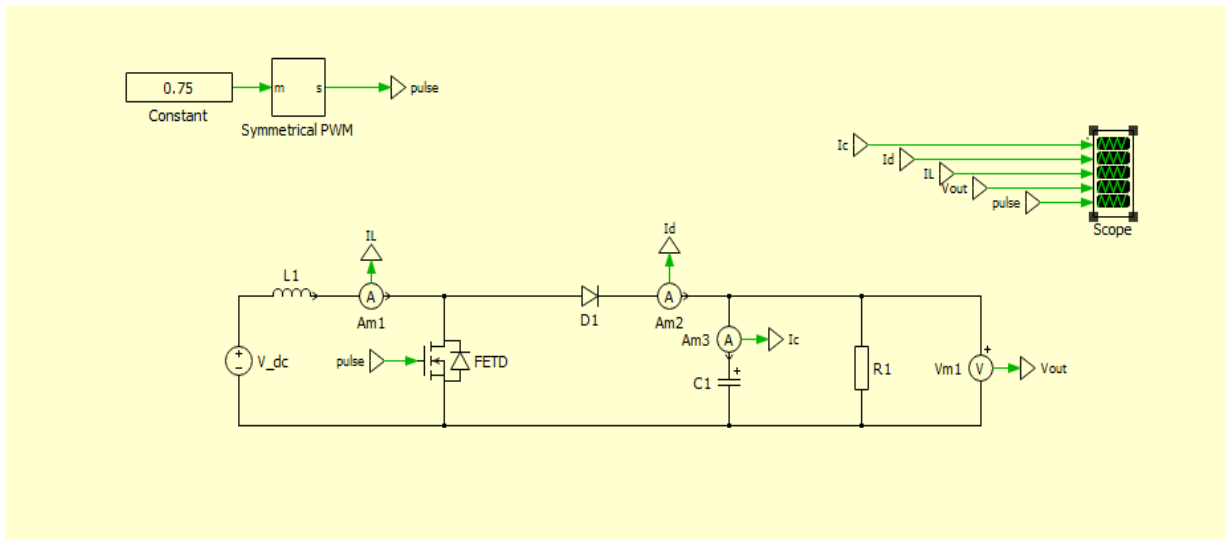 0.75
Constant
m s
Symmetrical PWM
pulse
Ic
Id
IL
Vout
pulse
Scope
IL
Id
L1
A
Am1
D1
A
Am2
Am3
A
Ic
V_dc
pulse
FETD
C1
R1
Vm1
V
Vout